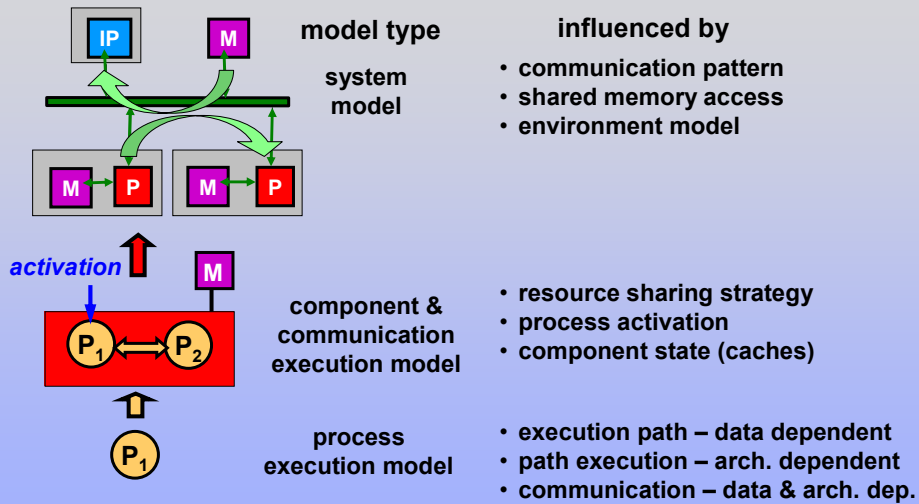 IP
M
model type
influenced by
system
model
• communication pattern
• shared memory access
• environment model
M
P
M
P
activation
M
P1
P2
component &
communication
execution model
• resource sharing strategy
• process activation
• component state (caches)
P1
process
execution model
• execution path – data dependent
• path execution – arch. dependent
• communication – data & arch. dep.